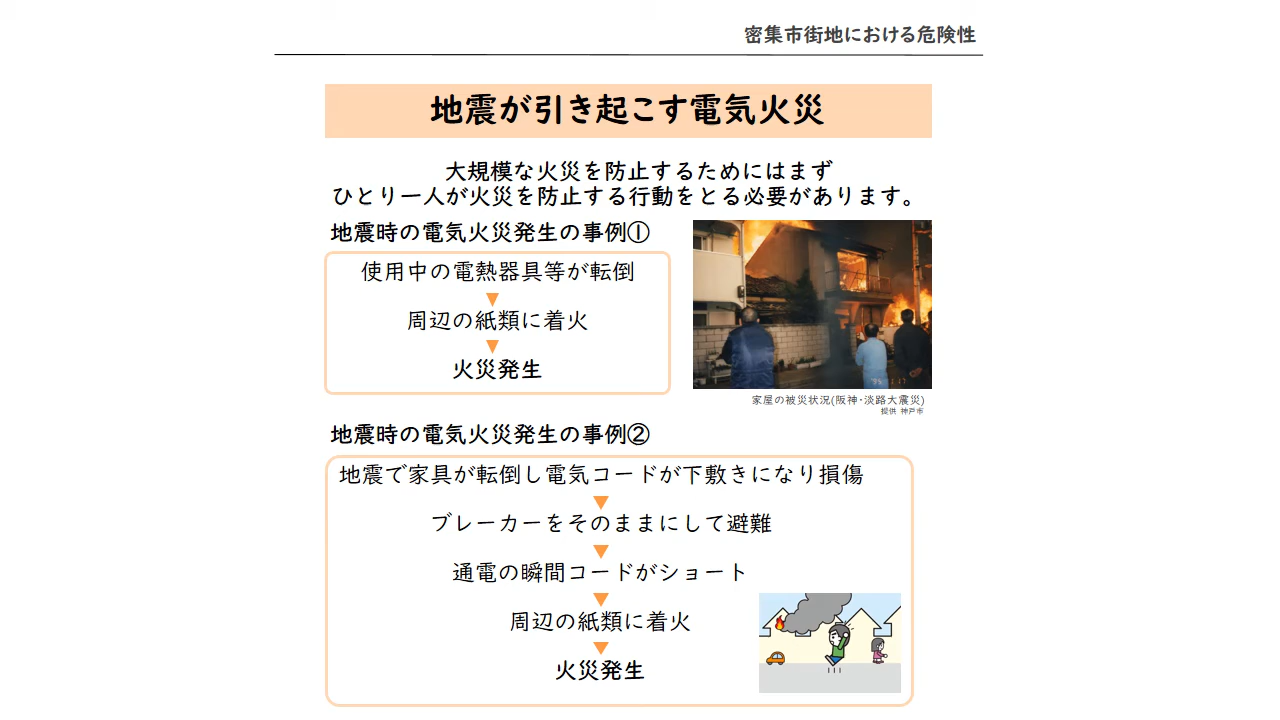 密集市街地における危険性
地震が引き起こす電気火災
大規模な火災を防止するためにはまず
ひとり一人が火災を防止する行動をとる必要があります。
地震時の電気火災発生の事例①
使用中の電熱器具等が転倒
周辺の紙類に着火
火災発生
家屋の被災状況(阪神・淡路大震災)
提供 神戸市
地震時の電気火災発生の事例②
地震で家具が転倒し電気コードが下敷きになり損傷
ブレーカーをそのままにして避難
通電の瞬間コードがショート
周辺の紙類に着火
火災発生